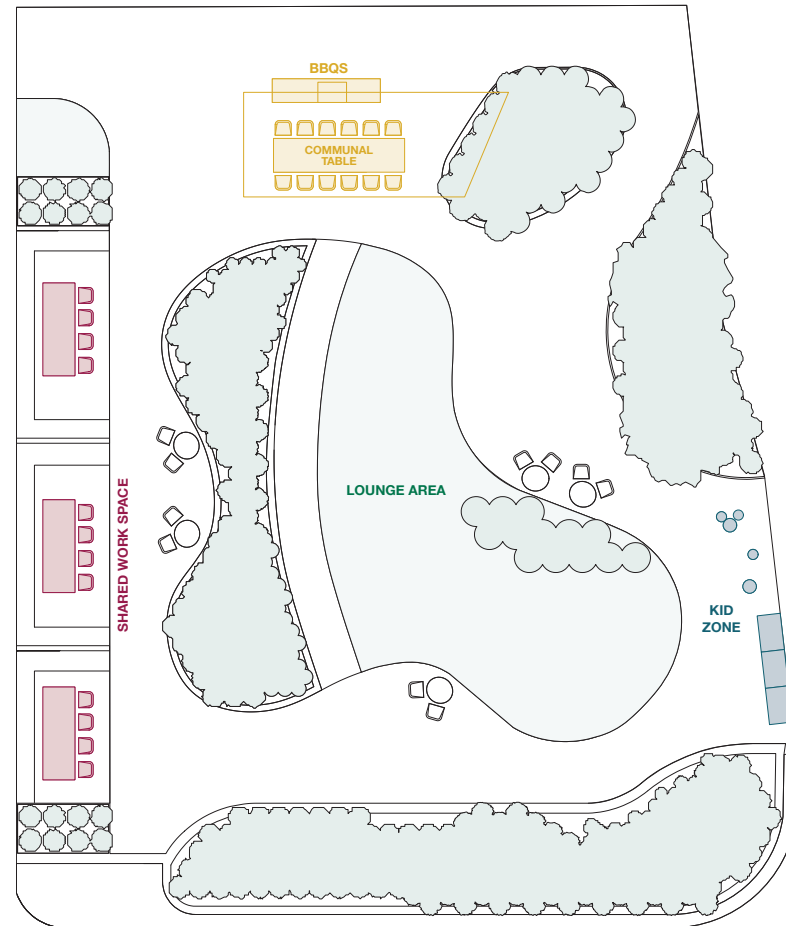 BBQS
COMMUNAL
TABLE
LOUNGE AREA
SHARED WORK SPACE
KID
ZONE